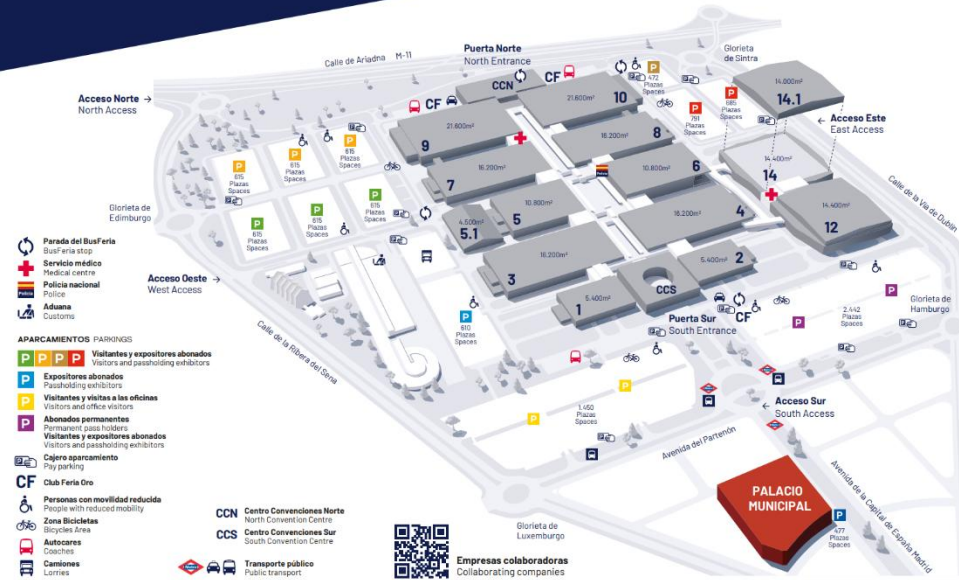 Calle de Ariadna M-11
Puerta Norte
North Entrance
Glorieta
de Sintra
Acceso Norte →
North Access
CCN
CF
CF
472
Plazas
Spaces
14.000m²
14.1
685
Plazas
Spaces
791
Plazas
Spaces
← Acceso Este
East Access
21.600m²
10
21.600m²
9
16.200m²
8
16.200m²
7
Policía
10.800m²
6
14.400m²
14
615
Plazas
Spaces
615
Plazas
Spaces
615
Plazas
Spaces
615
Plazas
Spaces
615
Plazas
Spaces
615
Plazas
Spaces
Glorieta de
Edimburgo
10.800m²
5
4.500m²
5.1
16.200m²
4
14.400m²
12
Calle de la Vía de Dublín
16.200m²
3
5.400m²
2
5.400m²
1
CCS
Acceso Oeste →
West Access
Calle de la Ribera del Sena
610
Plazas
Spaces
Puerta Sur
South Entrance
CF
2.442
Plazas
Spaces
Glorieta de
Hamburgo
1.450
Plazas
Spaces
← Acceso Sur
South Access
Avenida del Partenón
Avenida de la Capital de España Madrid
PALACIO
MUNICIPAL
P
477
Plazas
Spaces
Glorieta de
Luxemburgo
Parada del BusFeria
BusFeria stop
Servicio médico
Medical centre
Policía nacional
Police
Aduana
Customs
APARCAMIENTOS PARKINGS
P P P P Visitantes y expositores abonados
Visitors and passholding exhibitors
P Expositores abonados
Passholding exhibitors
P Visitantes y visitas a las oficinas
Visitors and office visitors
P Abonados permanentes
Permanent pass holders
Visitantes y expositores abonados
Visitors and passholding exhibitors
Cajero aparcamiento
Pay parking
CF Club Feria Oro
Personas con movilidad reducida
People with reduced mobility
Zona Bicicletas
Bicycles Area
Autocares
Coaches
Camiones
Lorries
CCN Centro Convenciones Norte
North Convention Centre
CCS Centro Convenciones Sur
South Convention Centre
Transporte público
Public transport
Empresas colaboradoras
Collaborating companies